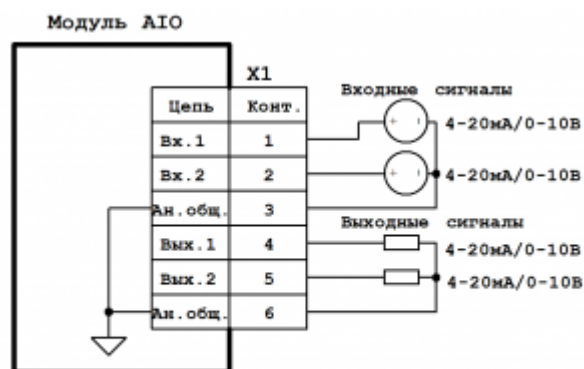 Модуль AIO
X1
Входные сигналы
Цепь Конт.
4-20мА/0-10В
Вх.1 1
Вх.2 2
4-20мА/0-10В
Ан.общ. 3
Выходные сигналы
Вых.1 4
4-20мА/0-10В
Вых.2 5
4-20мА/0-10В
Ан.общ. 6